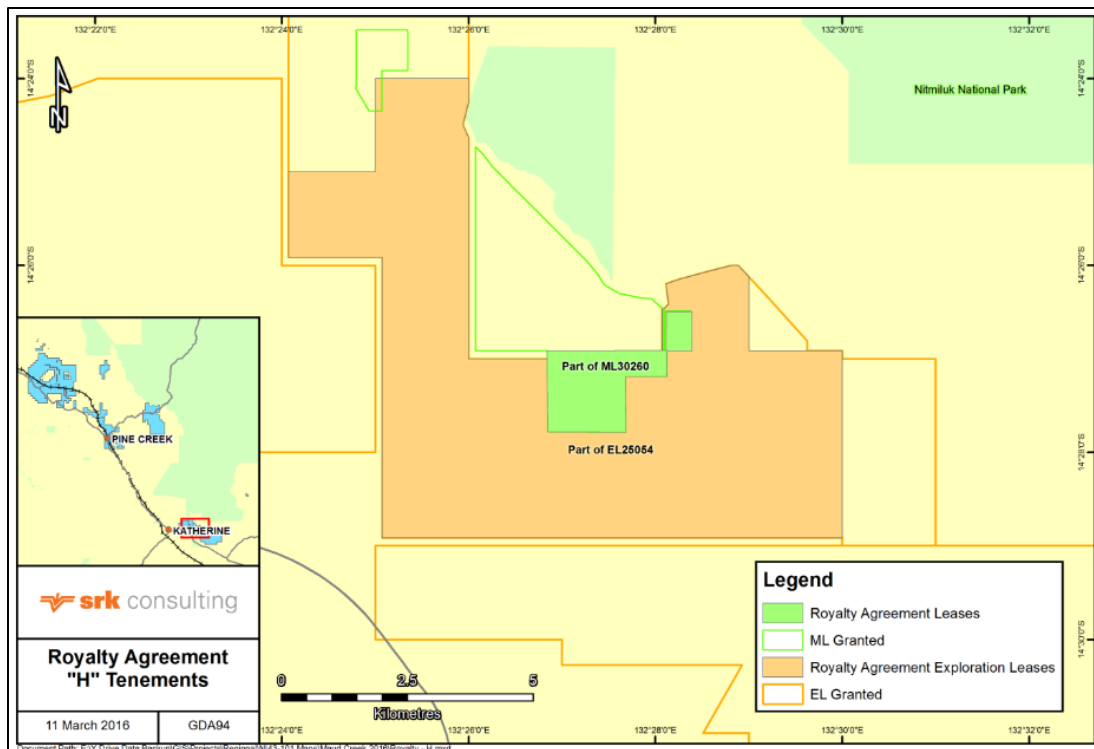 132°22'0"E
132°24'0"E
132°26'0"E
132°28'0"E
132°30'0"E
132°32'0"E
14°24'0"S
14°24'0"S
Nitmiluk National Park
N
14°26'0"S
14°26'0"S
Part of ML30260
Part of EL25054
14°28'0"S
14°28'0"S
PINE CREEK
KATHERINE
srk consulting
Royalty Agreement
"H" Tenements
11 March 2016
GDA94
0
2.5
5
Kilometres
Legend
Royalty Agreement Leases
ML Granted
Royalty Agreement Exploration Leases
EL Granted
14°30'0"S
132°24'0"E
132°26'0"E
132°28'0"E
132°30'0"E
132°32'0"E